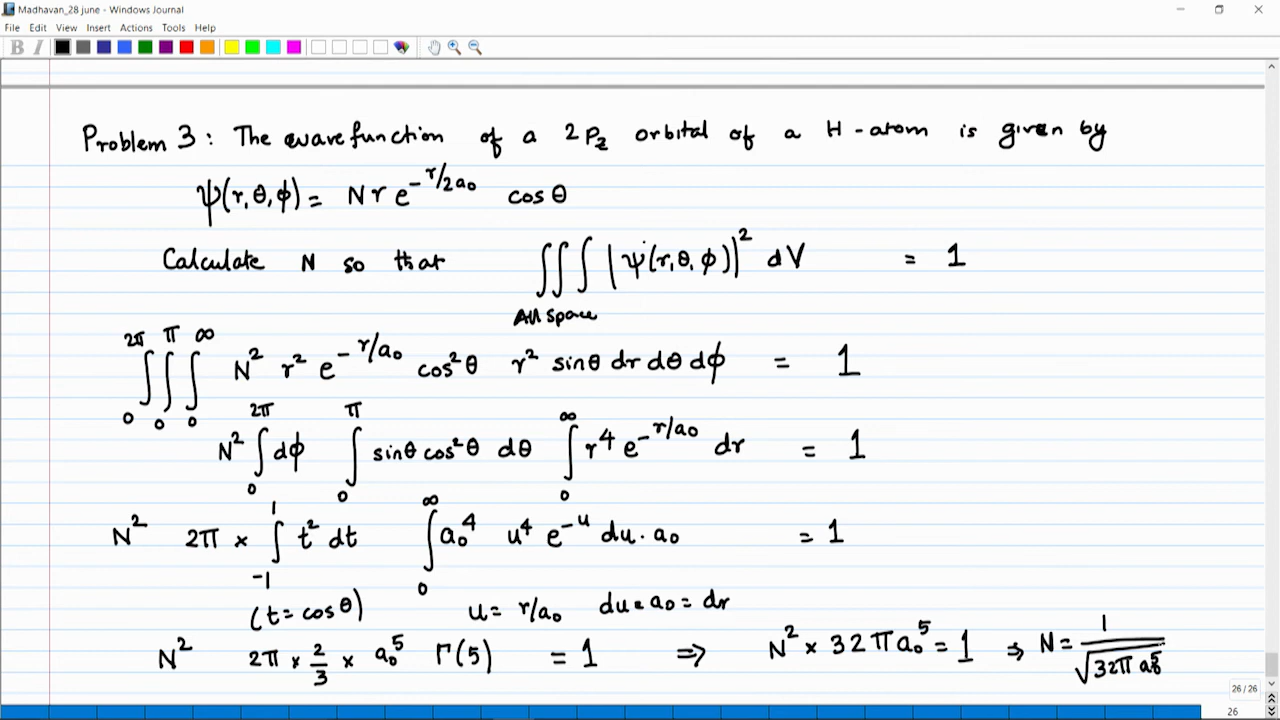 Madhavan_28 june - Windows Journal
File Edit View Insert Actions Tools Help
B I
Problem 3 : The wavefunction of a 2P_z orbital of a H-atom is given by
ψ(r,θ,ϕ) = N r e^{-r/2a₀} cos θ
Calculate N so that ∫∫∫ |ψ(r,θ,ϕ)|² dV = 1
All space
∫₀^{2π} ∫₀^{π} ∫₀^{∞} N² r² e^{-r/a₀} cos²θ r² sinθ dr dθ dϕ = 1
N² ∫₀^{2π} dϕ ∫₀^{π} sinθ cos²θ dθ ∫₀^{∞} r⁴ e^{-r/a₀} dr = 1
N² 2π × ∫₋₁^{1} t² dt ∫₀^{∞} a₀⁴ u⁴ e^{-u} du · a₀ = 1
(t = cos θ) u = r/a₀ du · a₀ = dr
N² 2π × 2/3 × a₀⁵ Γ(5) = 1 ⇒ N² × 32 π a₀⁵ = 1 ⇒ N = 1/√(32π a₀⁵)
26 / 26
26